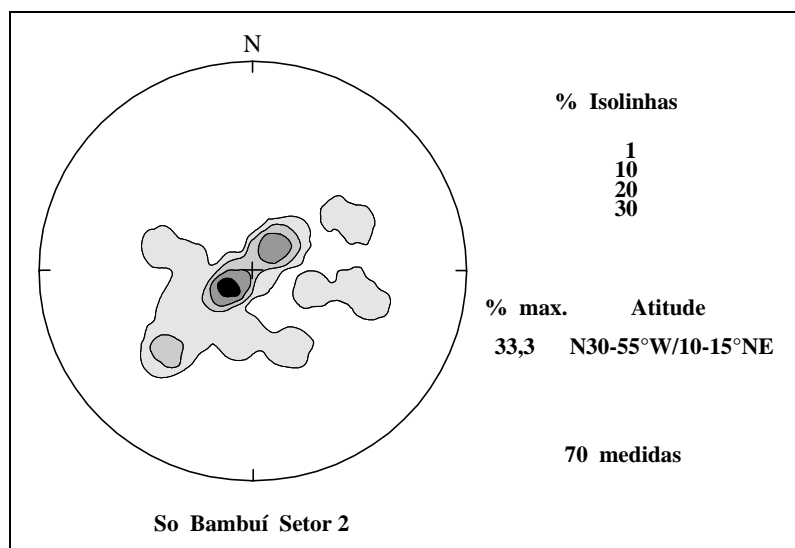 N
% Isolinhas
1
10
20
30
% max. Atitude
33,3 N30-55°W/10-15°NE
70 medidas
So Bambuí Setor 2